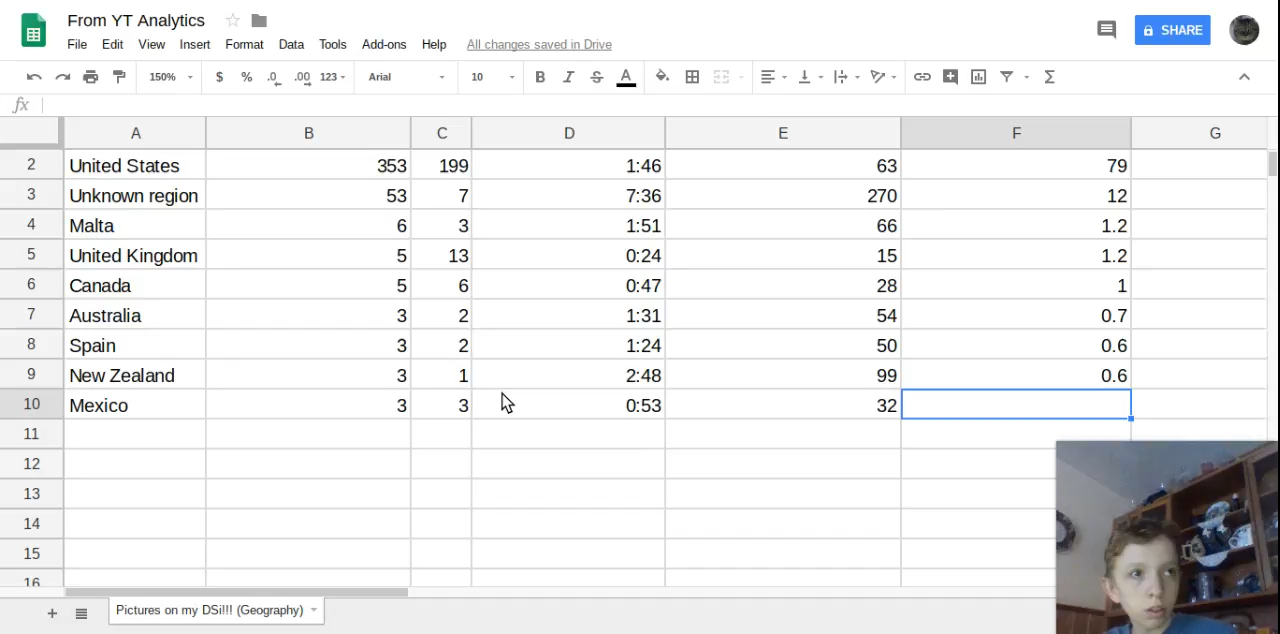 From YT Analytics
File Edit View Insert Format Data Tools Add-ons Help All changes saved in Drive
SHARE
150% $ % .0 .00 123 Arial 10 B I S A Σ
fx
A B C D E F G
2 United States 353 199 1:46 63 79
3 Unknown region 53 7 7:36 270 12
4 Malta 6 3 1:51 66 1.2
5 United Kingdom 5 13 0:24 15 1.2
6 Canada 5 6 0:47 28 1
7 Australia 3 2 1:31 54 0.7
8 Spain 3 2 1:24 50 0.6
9 New Zealand 3 1 2:48 99 0.6
10 Mexico 3 3 0:53 32
11
12
13
14
15
16
+ Pictures on my DSi!!! (Geography)